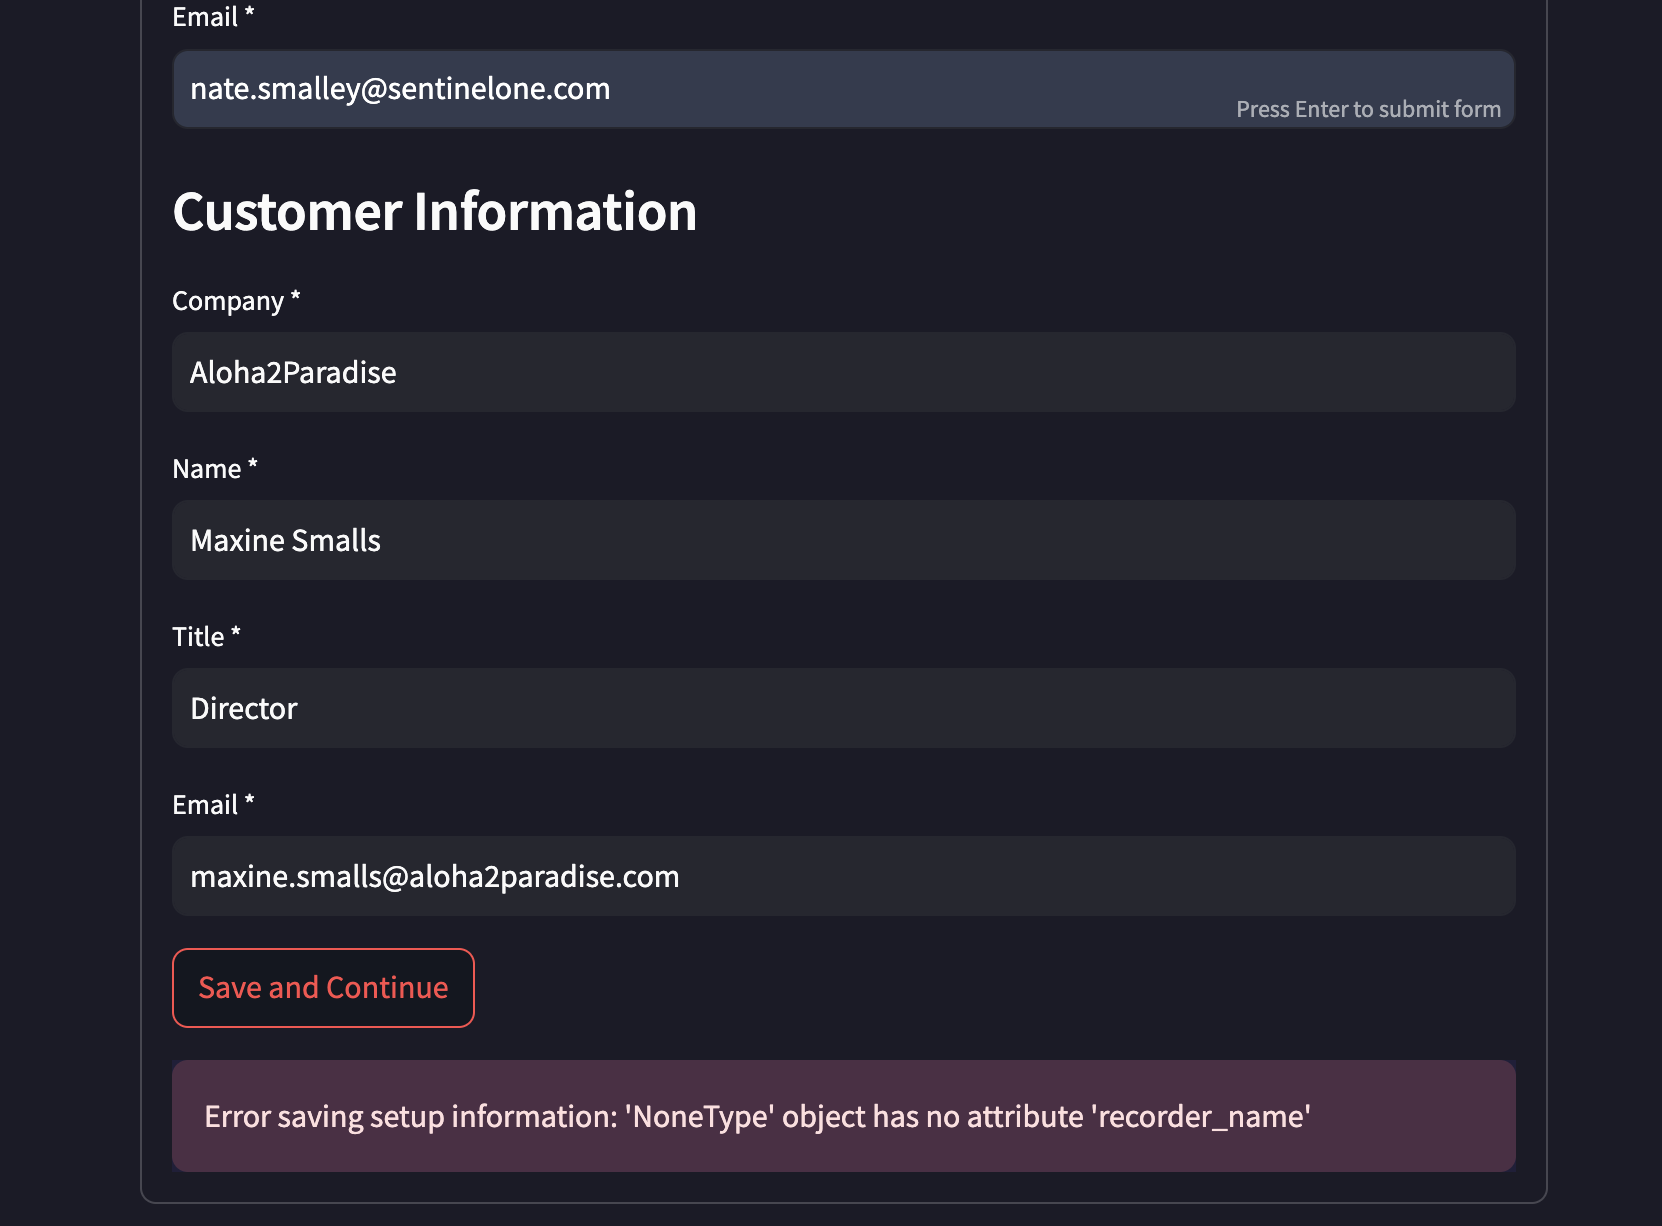 Email *
nate.smalley@sentinelone.com
Press Enter to submit form
Customer Information
Company *
Aloha2Paradise
Name *
Maxine Smalls
Title *
Director
Email *
maxine.smalls@aloha2paradise.com
Save and Continue
Error saving setup information: 'NoneType' object has no attribute 'recorder_name'